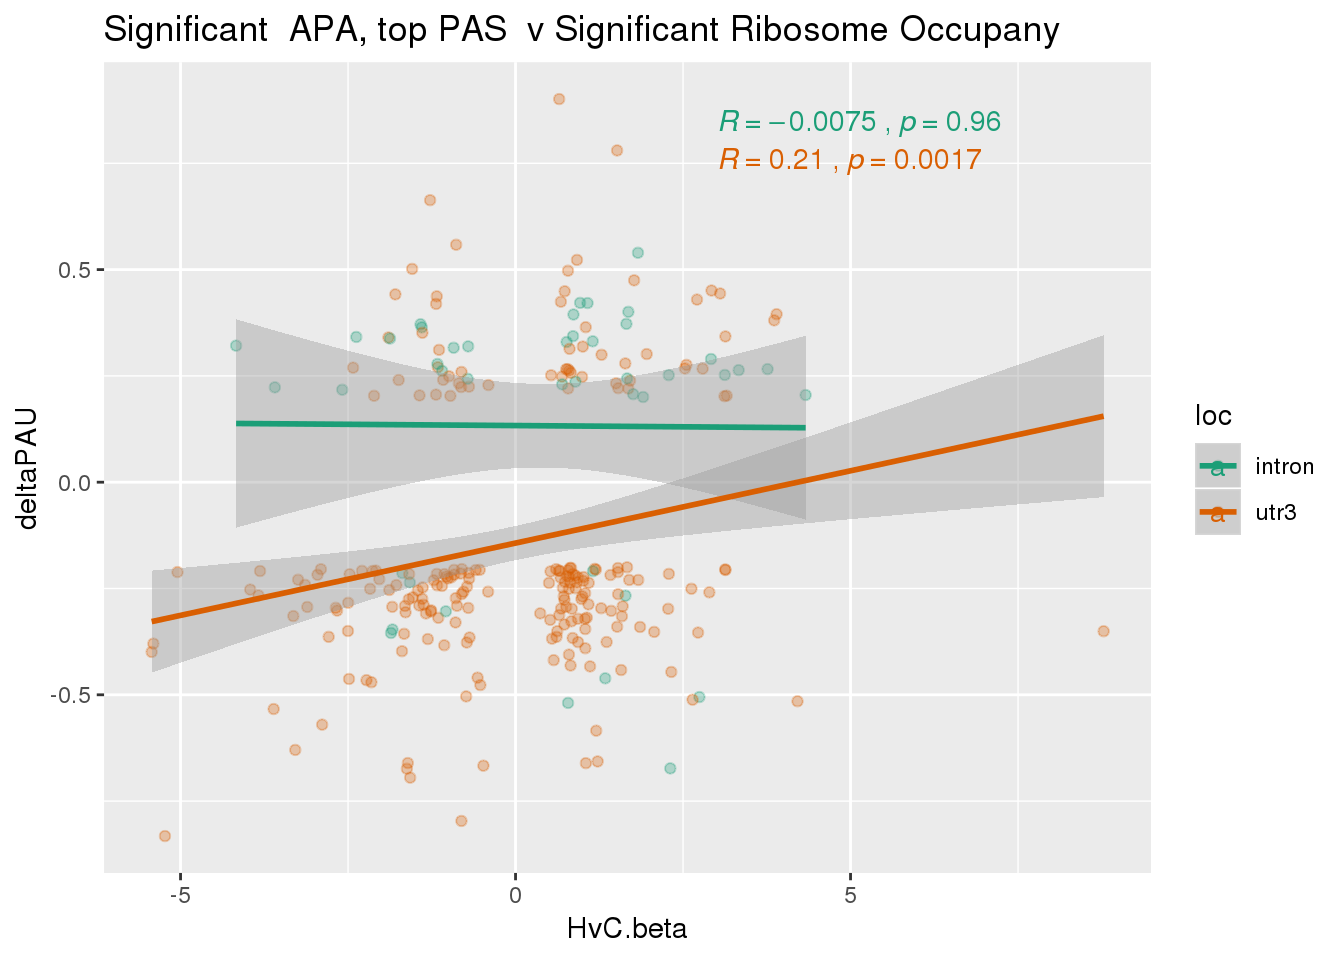 Significant  APA, top PAS  v Significant Ribosome Occupany
R = −0.0075 , p = 0.96
R = 0.21 , p = 0.0017
0.5
0.0
-0.5
deltaPAU
-5
0
5
HvC.beta
loc
a intron
a utr3